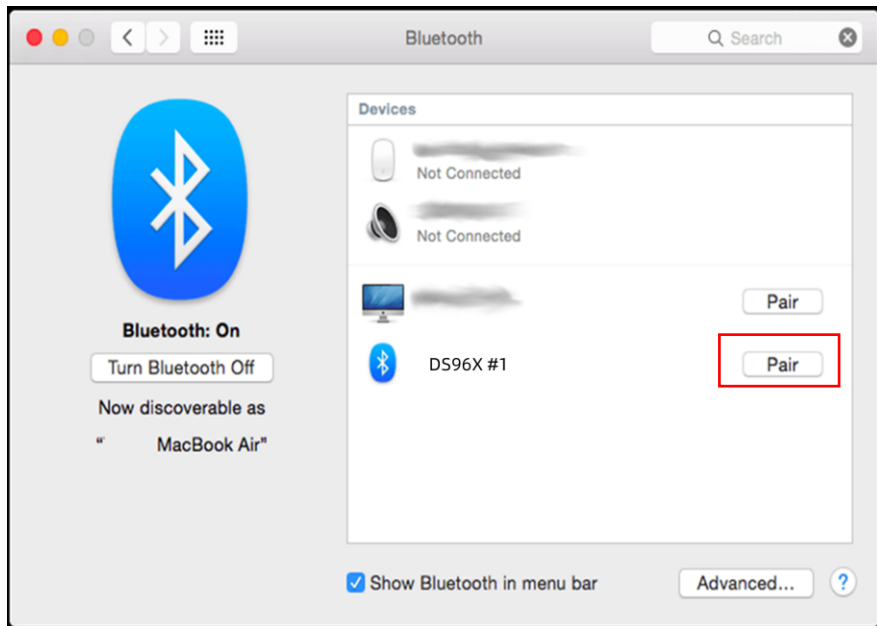 Bluetooth
Search
Devices
Not Connected
Not Connected
Pair
DS96X #1
Pair
Bluetooth: On
Turn Bluetooth Off
Now discoverable as
“ MacBook Air"
Show Bluetooth in menu bar
Advanced...
?